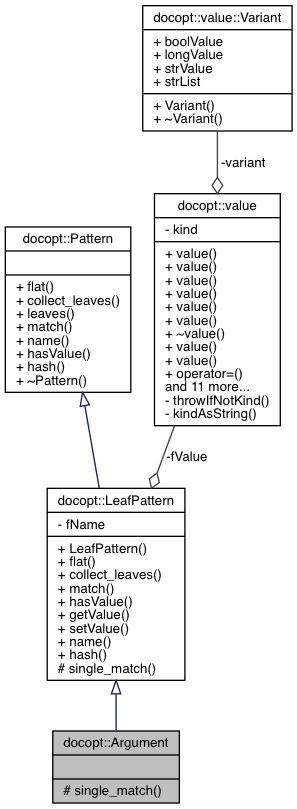 docopt::value::Variant
+ boolValue
+ longValue
+ strValue
+ strList
+ Variant()
+ ~Variant()
-variant
docopt::value
- kind
+ value()
+ value()
+ value()
+ value()
+ value()
+ value()
+ ~value()
+ value()
+ value()
+ operator=()
and 11 more...
- throwIfNotKind()
- kindAsString()
docopt::Pattern
+ flat()
+ collect_leaves()
+ leaves()
+ match()
+ name()
+ hasValue()
+ hash()
+ ~Pattern()
-fValue
docopt::LeafPattern
- fName
+ LeafPattern()
+ flat()
+ collect_leaves()
+ match()
+ hasValue()
+ getValue()
+ setValue()
+ name()
+ hash()
# single_match()
docopt::Argument
# single_match()